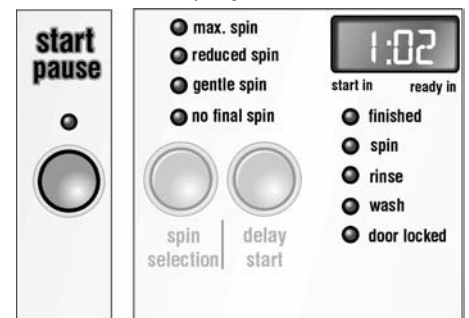 start
pause
max. spin
reduced spin
gentle spin
no final spin
spin
selection
delay
start
1:02
start in
ready in
finished
spin
rinse
wash
door locked